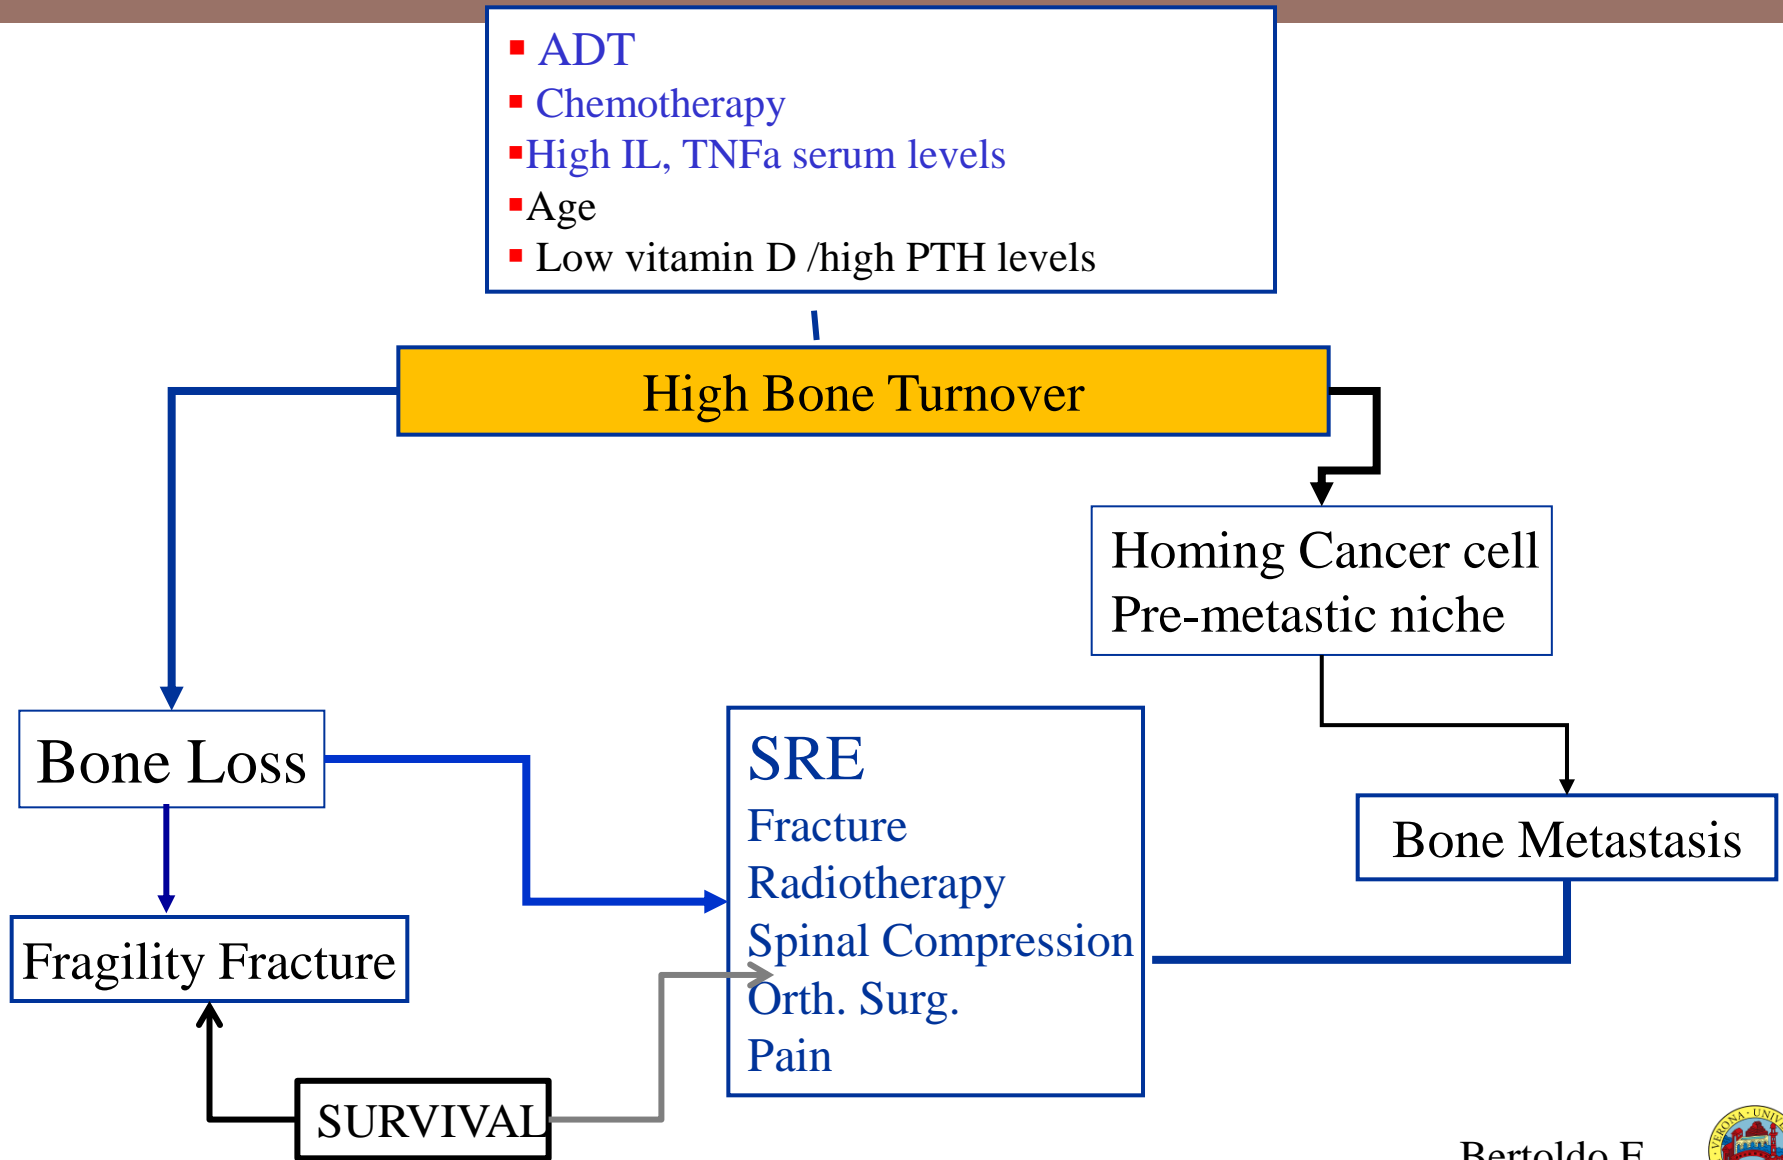 ADT
Chemotherapy
High IL, TNFa serum levels
Age
Low vitamin D /high PTH levels
High Bone Turnover
Homing Cancer cell
Pre-metastic niche
Bone Loss
SRE
Fracture
Radiotherapy
Spinal Compression
Orth. Surg.
Pain
Bone Metastasis
Fragility Fracture
SURVIVAL
Bertoldo F